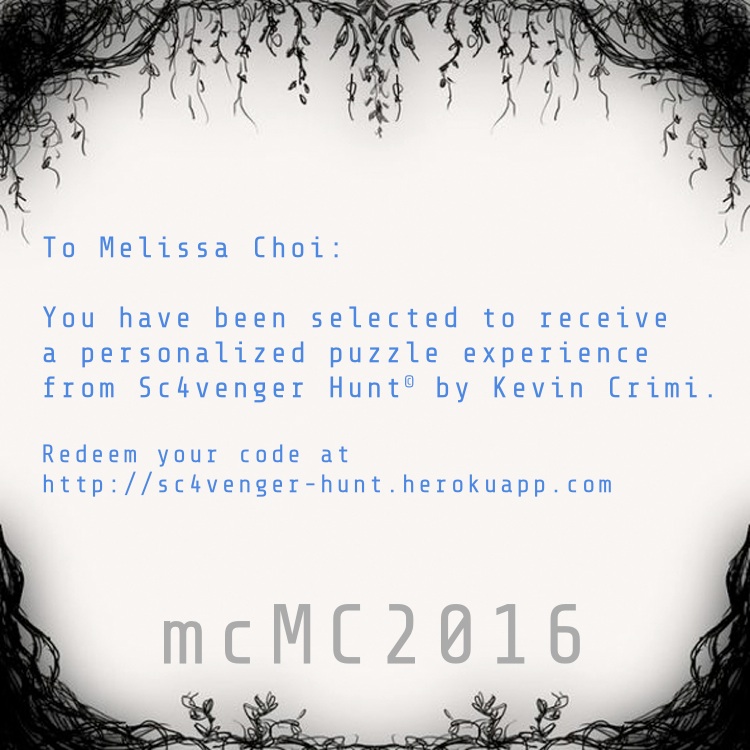 To Melissa Choi:
You have been selected to receive
a personalized puzzle experience
from Sc4venger Hunt© by Kevin Crimi.
Redeem your code at
http://sc4venger-hunt.herokuapp.com
mcMC2016